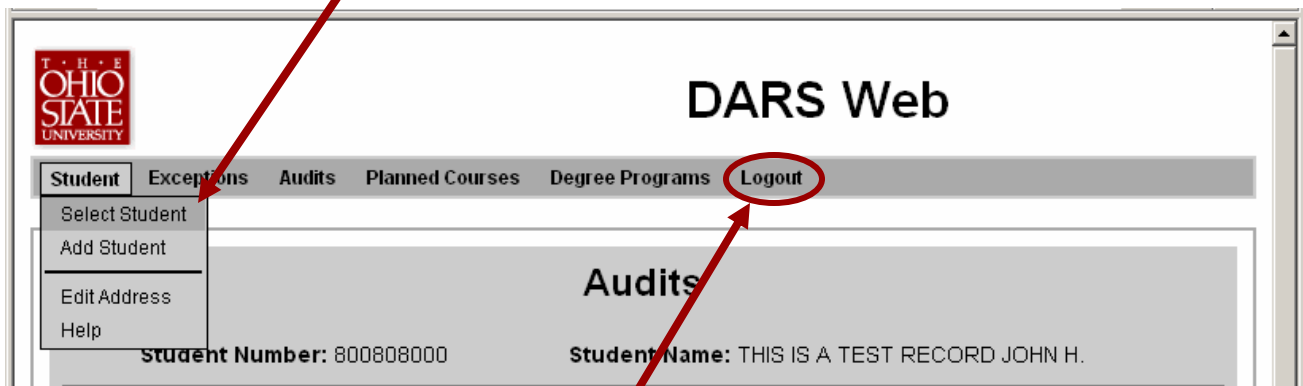 T · H · E
OHIO
STATE
UNIVERSITY
DARS Web
Student Exceptions Audits Planned Courses Degree Programs Logout
Select Student
Add Student
Edit Address
Help
Audits
Student Number: 800808000 Student Name: THIS IS A TEST RECORD JOHN H.